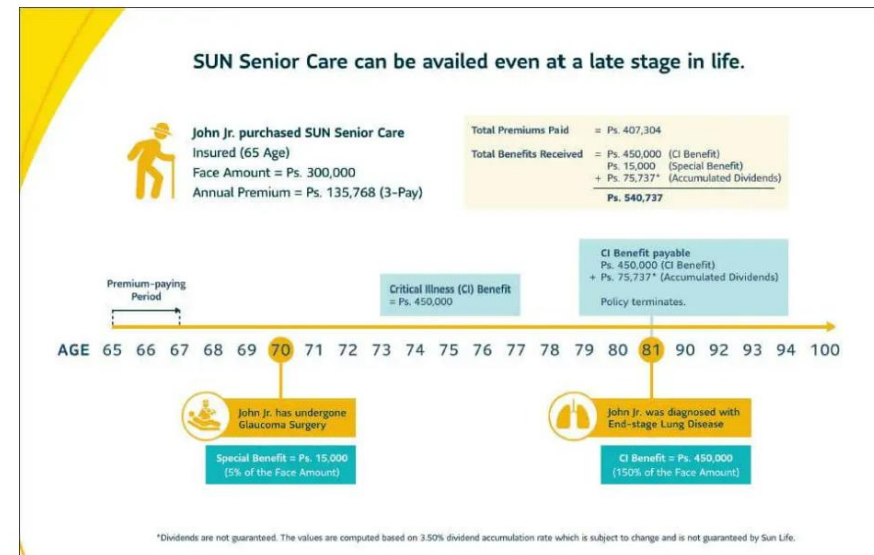 SUN Senior Care can be availed even at a late stage in life.
John Jr. purchased SUN Senior Care
Insured (65 Age)
Face Amount = Ps. 300,000
Annual Premium = Ps. 135,768 (3-Pay)
Total Premiums Paid = Ps. 407,304
Total Benefits Received = Ps. 450,000 (CI Benefit)
Ps. 15,000 (Special Benefit)
+ Ps. 75,737* (Accumulated Dividends)
Ps. 540,737
Premium-paying
Period
Critical Illness (CI) Benefit
= Ps. 450,000
CI Benefit payable
Ps. 450,000 (CI Benefit)
+ Ps. 75,737* (Accumulated Dividends)
Policy terminates.
AGE 65 66 67 68 69 70 71 72 73 74 75 76 77 78 79 80 81 90 92 93 94 100
John Jr. has undergone
Glaucoma Surgery
Special Benefit = Ps. 15,000
(5% of the Face Amount)
John Jr. was diagnosed with
End-stage Lung Disease
CI Benefit = Ps. 450,000
(150% of the Face Amount)
*Dividends are not guaranteed. The values are computed based on 3.50% dividend accumulation rate which is subject to change and is not guaranteed by Sun Life.